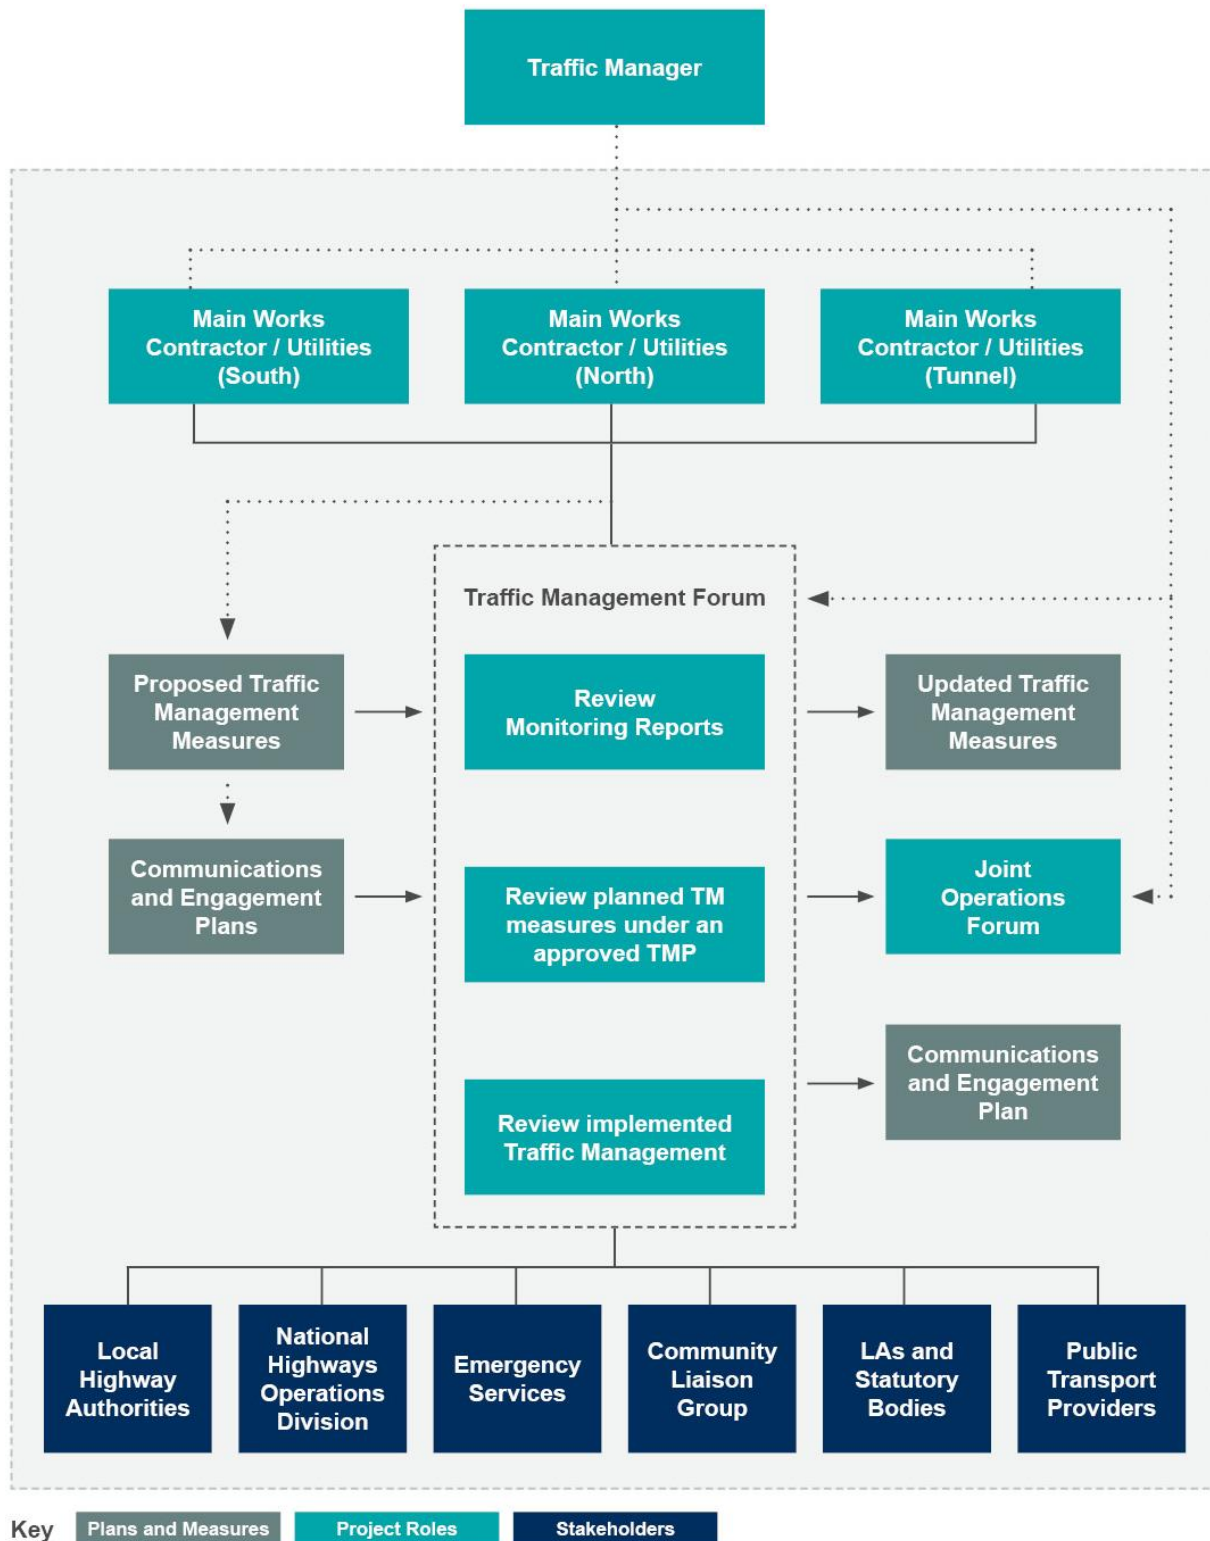 Traffic Manager
Main Works
Contractor / Utilities
(South)
Main Works
Contractor / Utilities
(North)
Main Works
Contractor / Utilities
(Tunnel)
Traffic Management Forum
Proposed Traffic
Management
Measures
Review
Monitoring Reports
Updated Traffic
Management
Measures
Communications
and Engagement
Plans
Review planned TM
measures under an
approved TMP
Joint
Operations
Forum
Review implemented
Traffic Management
Communications
and Engagement
Plan
Local
Highway
Authorities
National
Highways
Operations
Division
Emergency
Services
Community
Liaison
Group
LAs and
Statutory
Bodies
Public
Transport
Providers
Key
Plans and Measures
Project Roles
Stakeholders